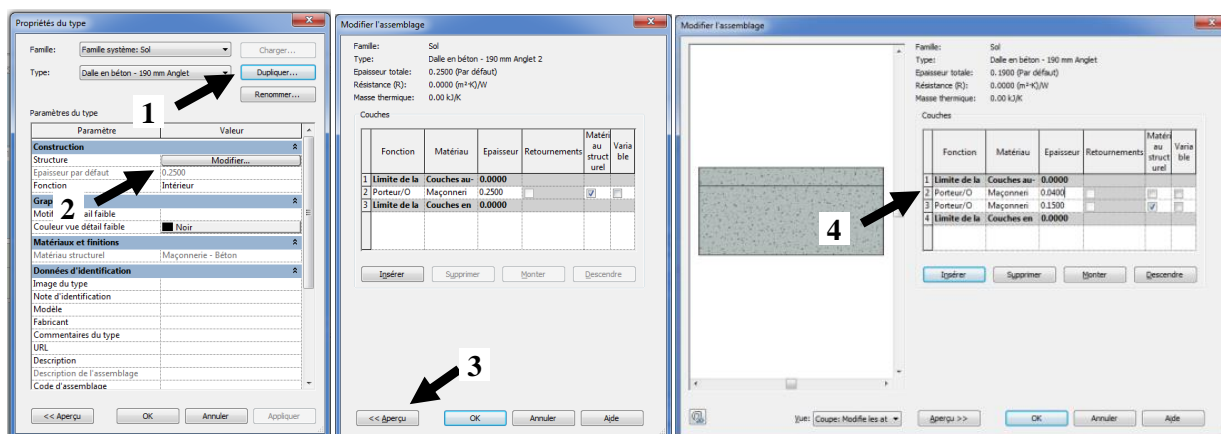 Propriétés du type
Famille: Famille système: Sol Charger...
Type: Dalle en béton - 190 mm Anglet Dupliquer...
1
Renommer...
Paramètres du type
Paramètre Valeur
Construction
Structure Modifier...
Epaisseur par défaut 0.2500
Fonction Intérieur
2
Grap
Motif ail faible
Couleur vue détail faible Noir
Matériaux et finitions
Matériau structurel Maçonnerie - Béton
Données d'identification
Image du type
Note d'identification
Modèle
Fabricant
Commentaires du type
URL
Description
Description de l'assemblage
Code d'assemblage
<< Aperçu OK Annuler Appliquer
Modifier l'assemblage
Famille: Sol
Type: Dalle en béton - 190 mm Anglet 2
Epaisseur totale: 0.2500 (Par défaut)
Résistance (R): 0.0000 (m²·K)/W
Masse thermique: 0.00 kJ/K
Couches
Fonction Matériau Epaisseur Retournements Matéri au struct urel Varia ble
1 Limite de la Couches au- 0.0000
2 Porteur/O Maçonneri 0.2500
3 Limite de la Couches en 0.0000
Insérer Supprimer Monter Descendre
3
<< Aperçu OK Annuler Aide
Modifier l'assemblage
Famille: Sol
Type: Dalle en béton - 190 mm Anglet
Epaisseur totale: 0.1900 (Par défaut)
Résistance (R): 0.0000 (m²·K)/W
Masse thermique: 0.00 kJ/K
Couches
Fonction Matériau Epaisseur Retournements Matéri au struct urel Varia ble
1 Limite de la Couches au- 0.0000
2 Porteur/O Maçonneri 0.0400
3 Porteur/O Maçonneri 0.1500
4 Limite de la Couches en 0.0000
4
Insérer Supprimer Monter Descendre
Vue: Coupe: Modifie les at Aperçu >> OK Annuler Aide